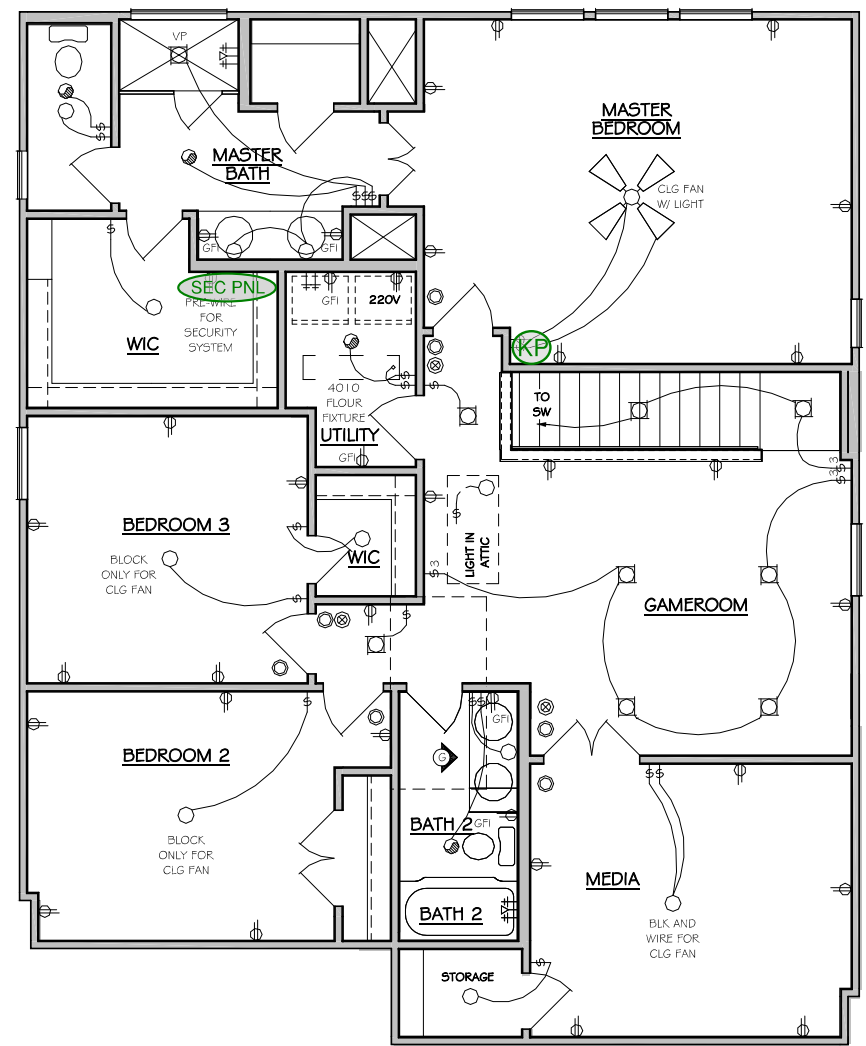 VP
MASTER
BEDROOM
MASTER
BATH
CLG FAN
W/ LIGHT
$ $
$$$
GFI
GFI
$
SEC PNL
PRE-WIRE
FOR
SECURITY
SYSTEM
WIC
GFI
220V
KP
4010
FLOUR
FIXTURE
UTILITY
GFI
$
$
$
TO
SW
$3
$3
BEDROOM 3
BLOCK
ONLY FOR
CLG FAN
$
$
WIC
$
LIGHT IN
ATTIC
$3
GAMEROOM
$
$
BEDROOM 2
BLOCK
ONLY FOR
CLG FAN
$$
GFI
G
BATH 2
GFI
BATH 2
$$
MEDIA
BLK AND
WIRE FOR
CLG FAN
STORAGE
$